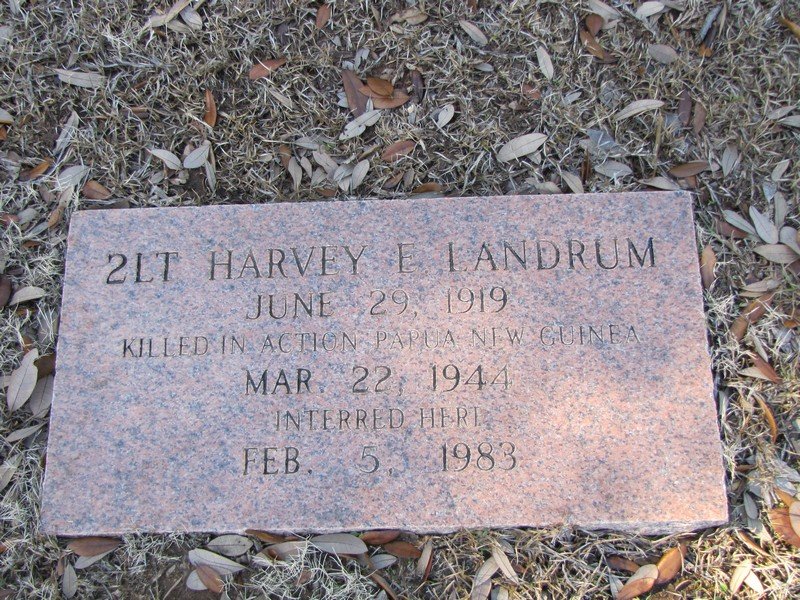 2LT HARVEY E LANDRUM
JUNE 29, 1919
KILLED IN ACTION PAPUA NEW GUINEA
MAR. 22, 1944
INTERRED HERE
FEB. 5, 1983